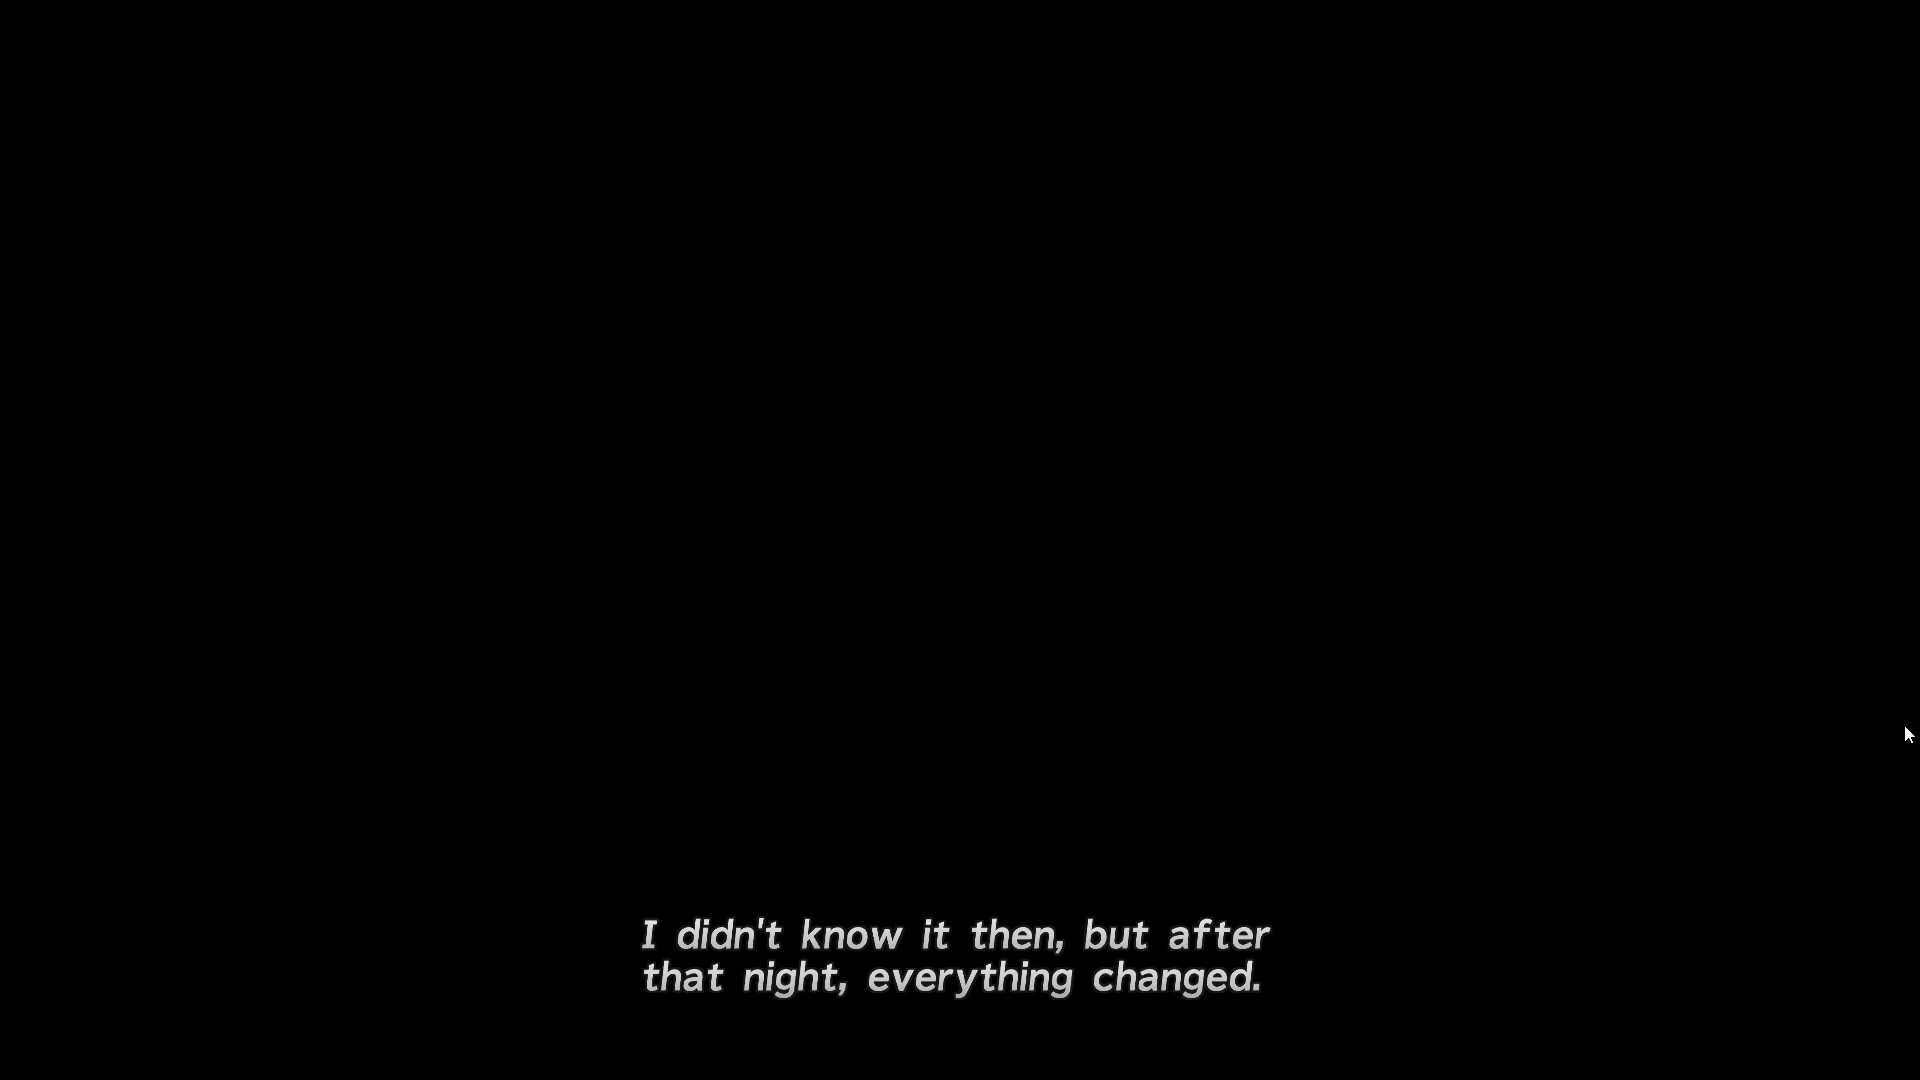 I didn't know it then, but after
that night, everything changed.